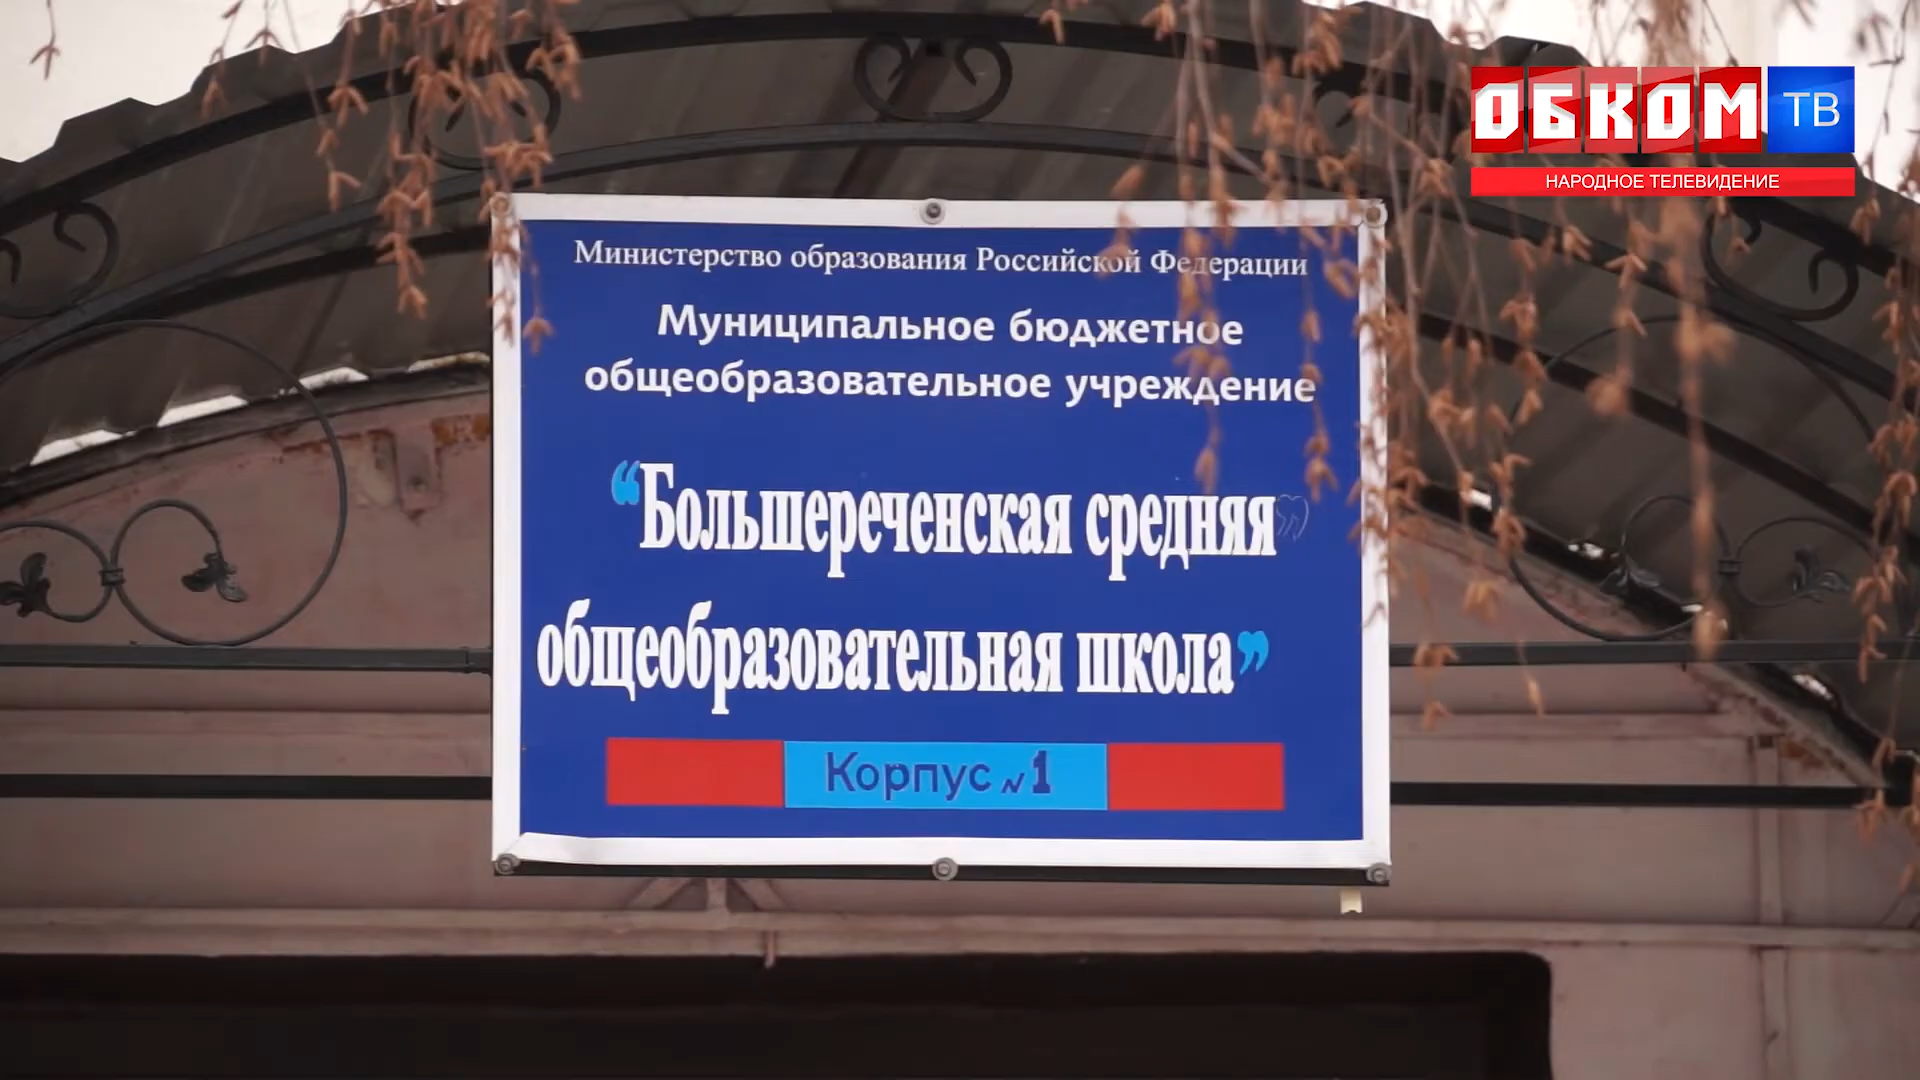 ОБКОМ ТВ
НАРОДНОЕ ТЕЛЕВИДЕНИЕ
Министерство образования Российской Федерации
Муниципальное бюджетное
общеобразовательное учреждение
“Большереченская средняя”
общеобразовательная школа”
Корпус №1